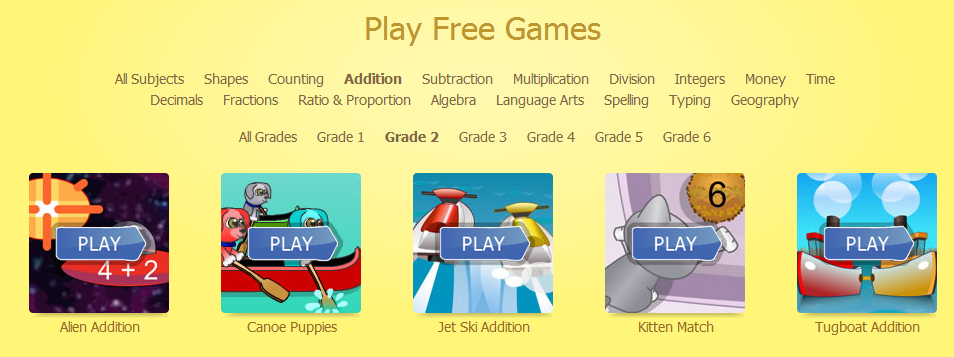 Play Free Games
All Subjects Shapes Counting Addition Subtraction Multiplication Division Integers Money Time
Decimals Fractions Ratio & Proportion Algebra Language Arts Spelling Typing Geography
All Grades Grade 1 Grade 2 Grade 3 Grade 4 Grade 5 Grade 6
6
PLAY PLAY PLAY PLAY PLAY
4 + 2
Alien Addition Canoe Puppies Jet Ski Addition Kitten Match Tugboat Addition